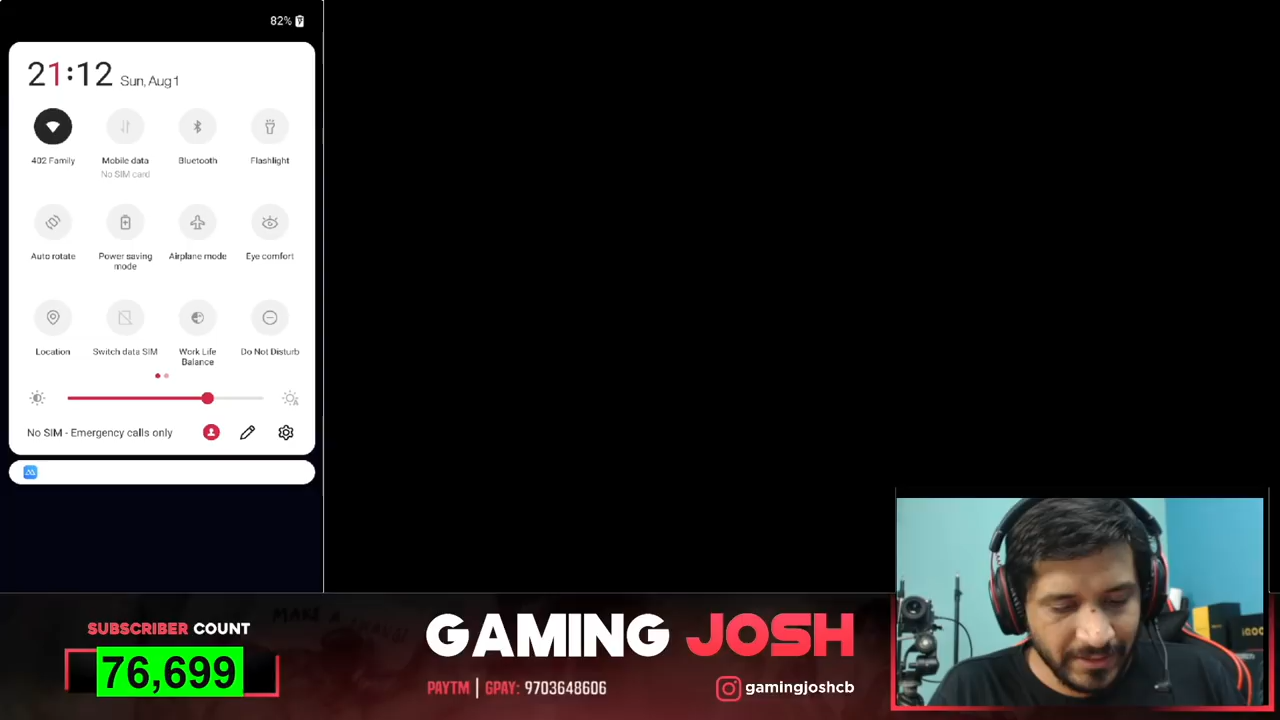 82%
21:12 Sun, Aug 1
402 Family
Mobile data
No SIM card
Bluetooth
Flashlight
Auto rotate
Power saving
mode
Airplane mode
Eye comfort
Location
Switch data SIM
Work Life
Balance
Do Not Disturb
No SIM - Emergency calls only
SUBSCRIBER COUNT
76,699
GAMING JOSH
PAYTM | GPAY: 9703648606
gamingjoshcb